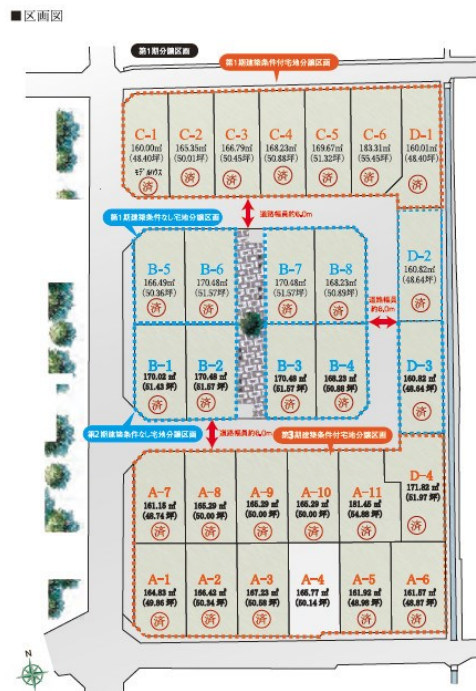 ■区画図
第1期分譲区画
第1期建築条件付宅地分譲区画
C-1
160.00㎡
(48.40坪)
モデルハウス
済
C-2
165.35㎡
(50.01坪)
済
C-3
166.79㎡
(50.45坪)
済
C-4
168.23㎡
(50.88坪)
済
C-5
169.67㎡
(51.32坪)
済
C-6
183.31㎡
(55.45坪)
済
D-1
160.01㎡
(48.40坪)
済
道路幅員約6.0m
第1期建築条件なし宅地分譲区画
B-5
166.49㎡
(50.36坪)
済
B-6
170.48㎡
(51.57坪)
済
B-7
170.48㎡
(51.57坪)
済
B-8
168.23㎡
(50.89坪)
済
D-2
160.82㎡
(48.64坪)
済
道路幅員
約6.0m
B-1
170.02㎡
(51.43坪)
済
B-2
170.48㎡
(51.57坪)
済
B-3
170.48㎡
(51.57坪)
済
B-4
168.23㎡
(50.88坪)
済
D-3
160.82㎡
(48.64坪)
済
第2期建築条件なし宅地分譲区画
道路幅員約6.0m
第3期建築条件付宅地分譲区画
A-7
161.15㎡
(48.74坪)
済
A-8
165.29㎡
(50.00坪)
済
A-9
165.29㎡
(50.00坪)
済
A-10
165.29㎡
(50.00坪)
済
A-11
181.45㎡
(54.88坪)
済
D-4
171.82㎡
(51.97坪)
済
A-1
164.83㎡
(49.86坪)
済
A-2
166.42㎡
(50.34坪)
済
A-3
167.23㎡
(50.58坪)
済
A-4
165.77㎡
(50.14坪)
A-5
161.92㎡
(48.98坪)
済
A-6
161.57㎡
(48.87坪)
済
N